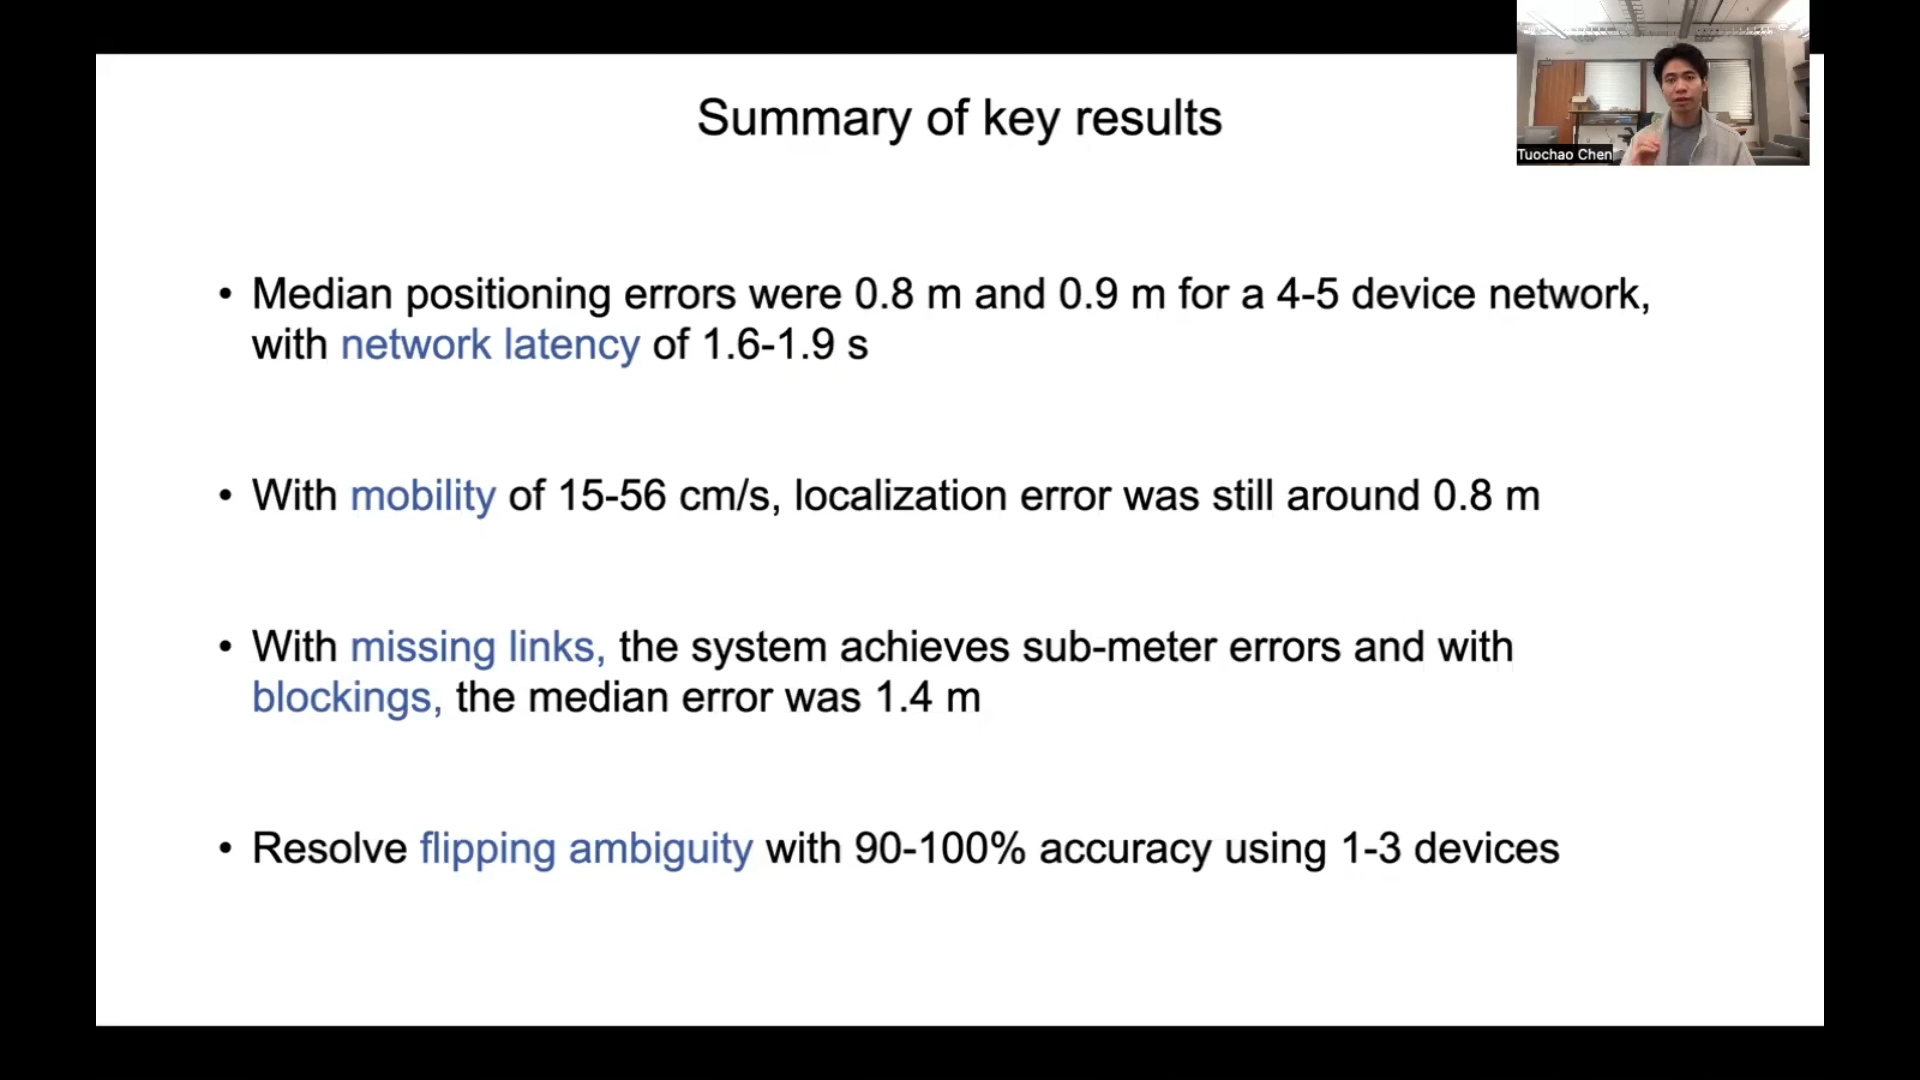 Summary of key results
Tuochao Chen
• Median positioning errors were 0.8 m and 0.9 m for a 4-5 device network,
with network latency of 1.6-1.9 s
• With mobility of 15-56 cm/s, localization error was still around 0.8 m
• With missing links, the system achieves sub-meter errors and with
blockings, the median error was 1.4 m
• Resolve flipping ambiguity with 90-100% accuracy using 1-3 devices